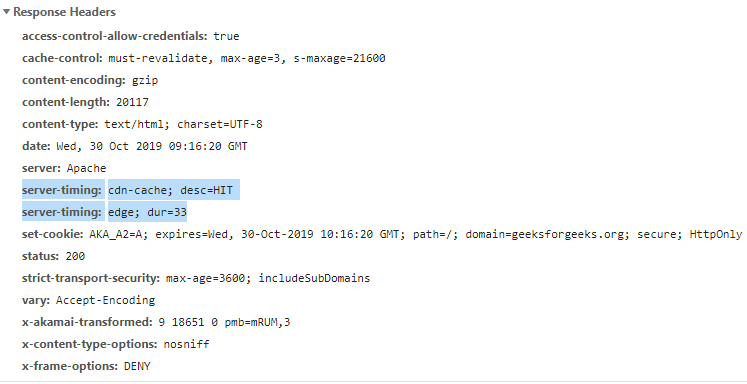 Response Headers
access-control-allow-credentials: true
cache-control: must-revalidate, max-age=3, s-maxage=21600
content-encoding: gzip
content-length: 20117
content-type: text/html; charset=UTF-8
date: Wed, 30 Oct 2019 09:16:20 GMT
server: Apache
server-timing: cdn-cache; desc=HIT
server-timing: edge; dur=33
set-cookie: AKA_A2=A; expires=Wed, 30-Oct-2019 10:16:20 GMT; path=/; domain=geeksforgeeks.org; secure; HttpOnly
status: 200
strict-transport-security: max-age=3600; includeSubDomains
vary: Accept-Encoding
x-akamai-transformed: 9 18651 0 pmb=mRUM,3
x-content-type-options: nosniff
x-frame-options: DENY